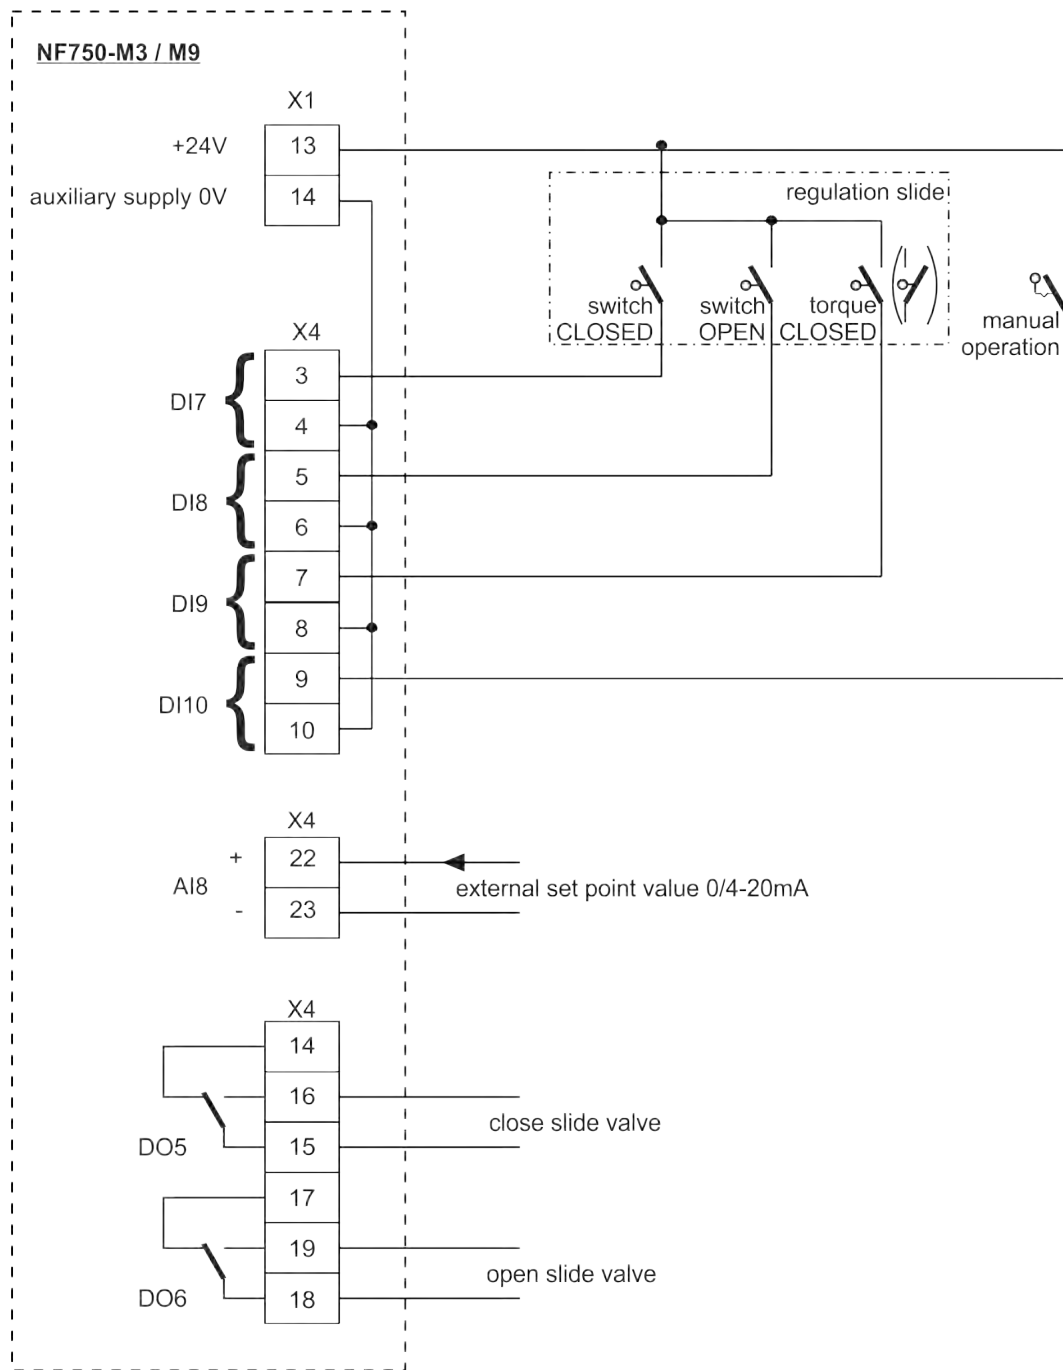 NF750-M3 / M9
X1
+24V
13
auxiliary supply 0V
14
regulation slide
switch
CLOSED
switch
OPEN
torque
CLOSED
manual
operation
X4
DI7
3
4
DI8
5
6
DI9
7
8
DI10
9
10
X4
+
22
AI8
external set point value 0/4-20mA
-
23
X4
14
16
close slide valve
DO5
15
17
19
open slide valve
DO6
18